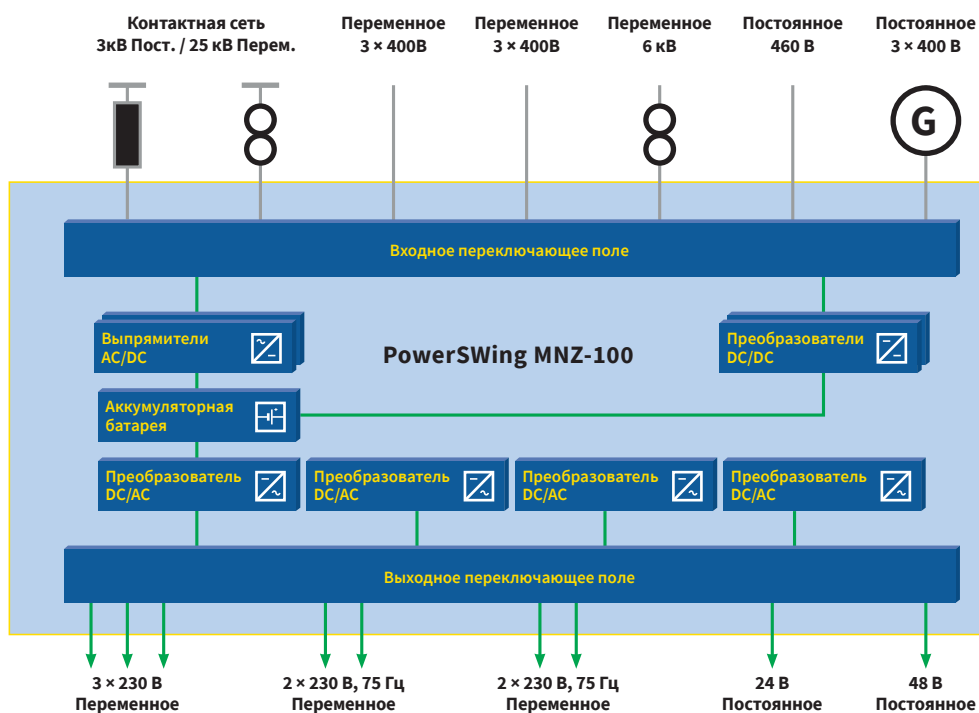 Контактная сеть
3кВ Пост. / 25 кВ Перем.
Переменное
3 × 400В
Переменное
3 × 400В
Переменное
6 кВ
Постоянное
460 В
Постоянное
3 × 400 В
G
Входное переключающее поле
Выпрямители
AC/DC
PowerSWing MNZ-100
Преобразователи
DC/DC
Аккумуляторная
батарея
Преобразователь
DC/AC
Преобразователь
DC/AC
Преобразователь
DC/AC
Преобразователь
DC/AC
Выходное переключающее поле
3 × 230 В
Переменное
2 × 230 В, 75 Гц
Переменное
2 × 230 В, 75 Гц
Переменное
24 В
Постоянное
48 В
Постоянное